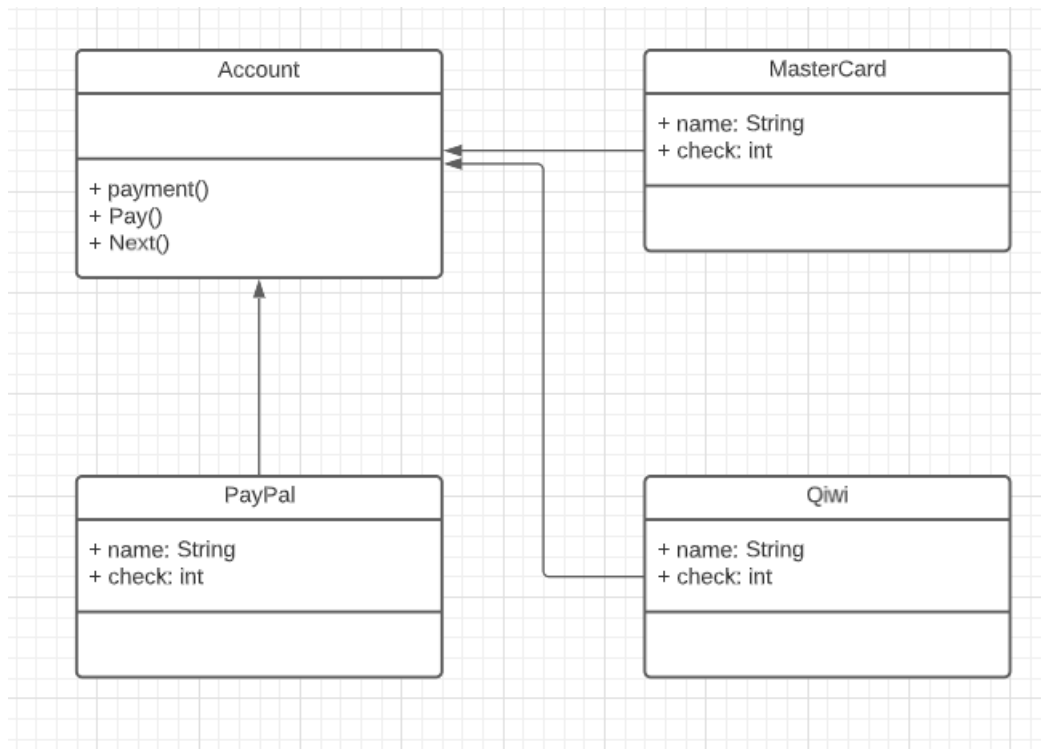 Account
+ payment()
+ Pay()
+ Next()
MasterCard
+ name: String
+ check: int
PayPal
+ name: String
+ check: int
Qiwi
+ name: String
+ check: int